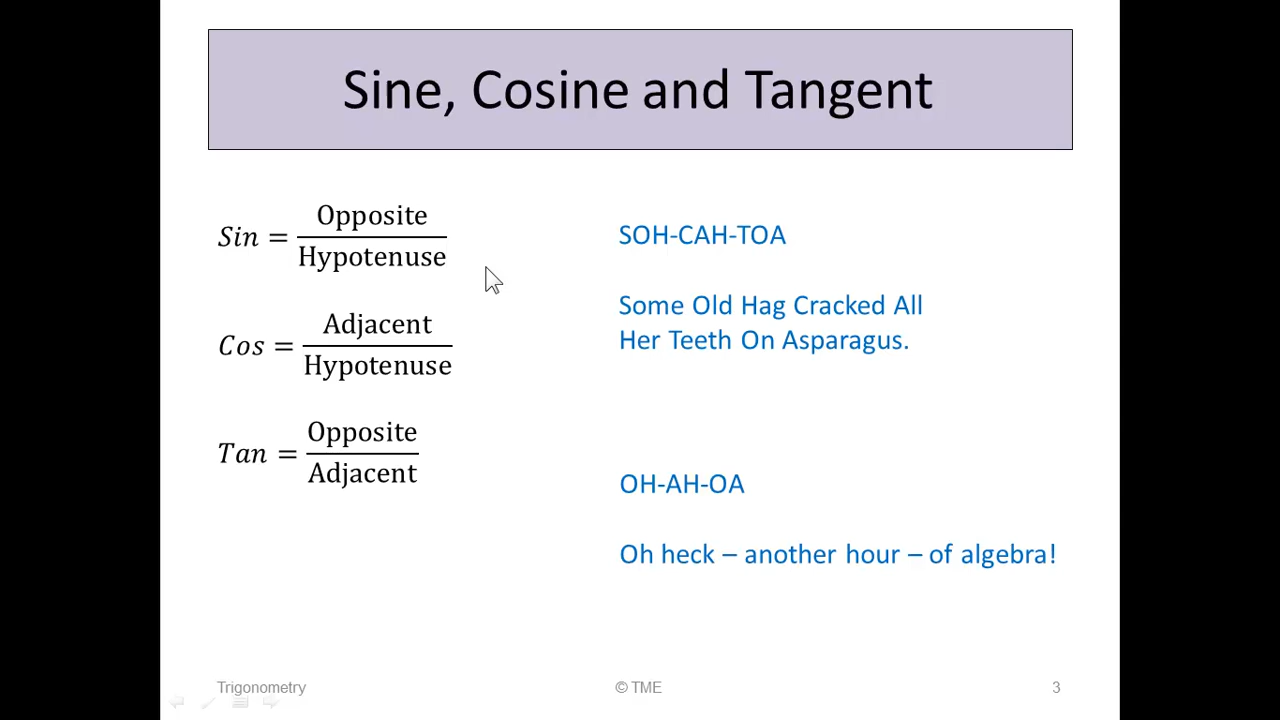 Sine, Cosine and Tangent
Sin = Opposite / Hypotenuse
Cos = Adjacent / Hypotenuse
Tan = Opposite / Adjacent
SOH-CAH-TOA
Some Old Hag Cracked All
Her Teeth On Asparagus.
OH-AH-OA
Oh heck – another hour – of algebra!
Trigonometry
© TME
3